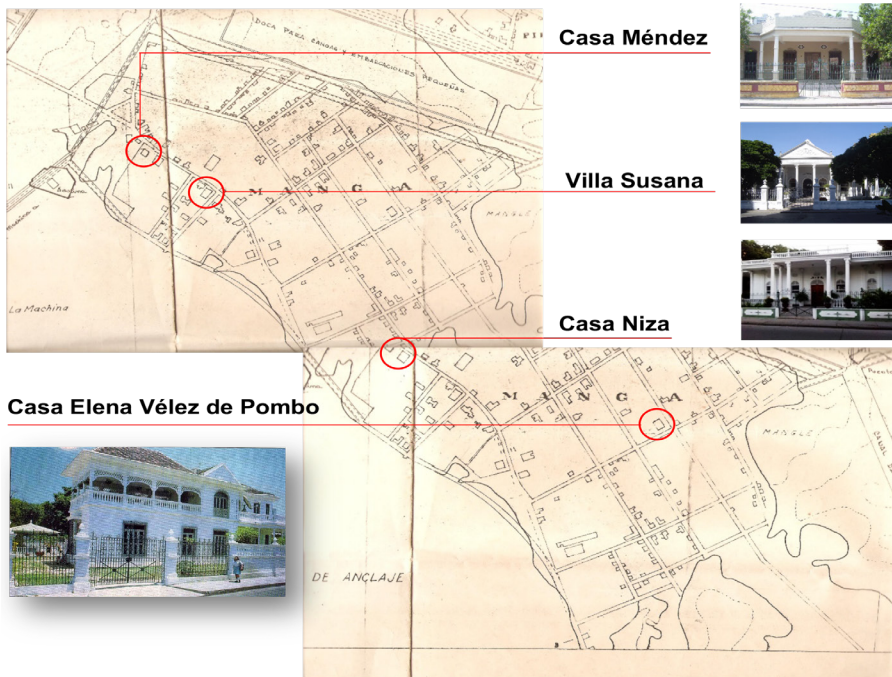 DOCA PARA CANOAS Y EMBARCACIONES PEQUEÑAS
Casa Méndez
Villa Susana
MANGA
MANGLE
La Machina
Casa Niza
Casa Elena Vélez de Pombo
MANGA
MANGLE
DE ANCLAJE